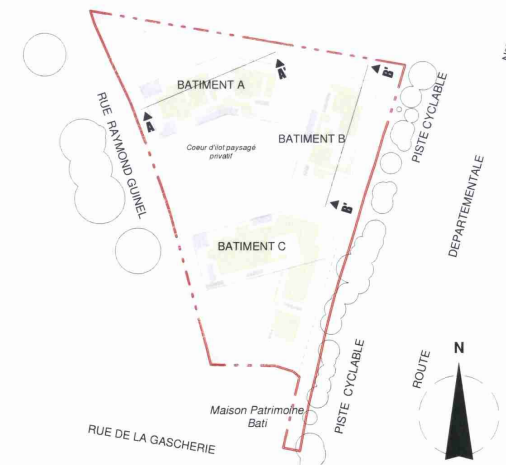 BATIMENT A
A'
A'
B'
B'
RUE RAYMOND GUINEL
Coeur d'ilot paysagé
privatif
BATIMENT B
PISTE CYCLABLE
DEPARTEMENTALE
BATIMENT C
ROUTE
N
Maison Patrimoine
Bati
PISTE CYCLABLE
RUE DE LA GASCHERIE